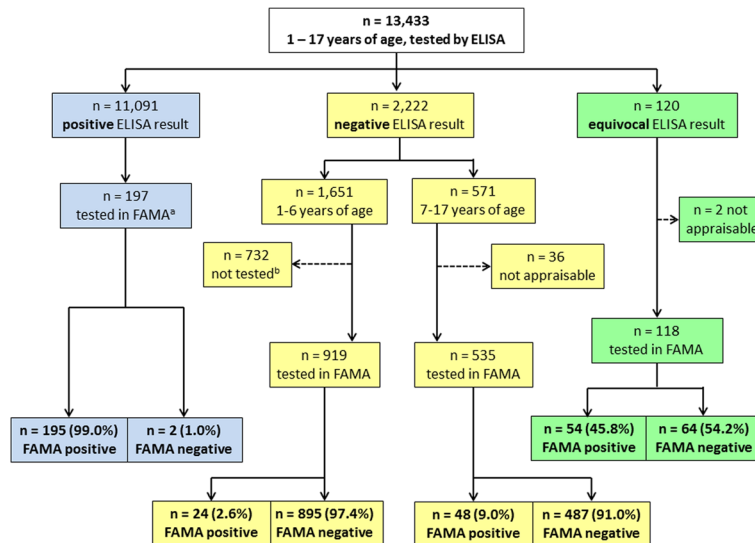 n = 13,433
1 – 17 years of age, tested by ELISA
n = 11,091
positive ELISA result
n = 2,222
negative ELISA result
n = 120
equivocal ELISA result
n = 197
tested in FAMAᵃ
n = 1,651
1-6 years of age
n = 571
7-17 years of age
n = 2 not
appraisable
n = 732
not testedᵇ
n = 36
not appraisable
n = 919
tested in FAMA
n = 535
tested in FAMA
n = 118
tested in FAMA
n = 195 (99.0%)
FAMA positive
n = 2 (1.0%)
FAMA negative
n = 54 (45.8%)
FAMA positive
n = 64 (54.2%)
FAMA negative
n = 24 (2.6%)
FAMA positive
n = 895 (97.4%)
FAMA negative
n = 48 (9.0%)
FAMA positive
n = 487 (91.0%)
FAMA negative